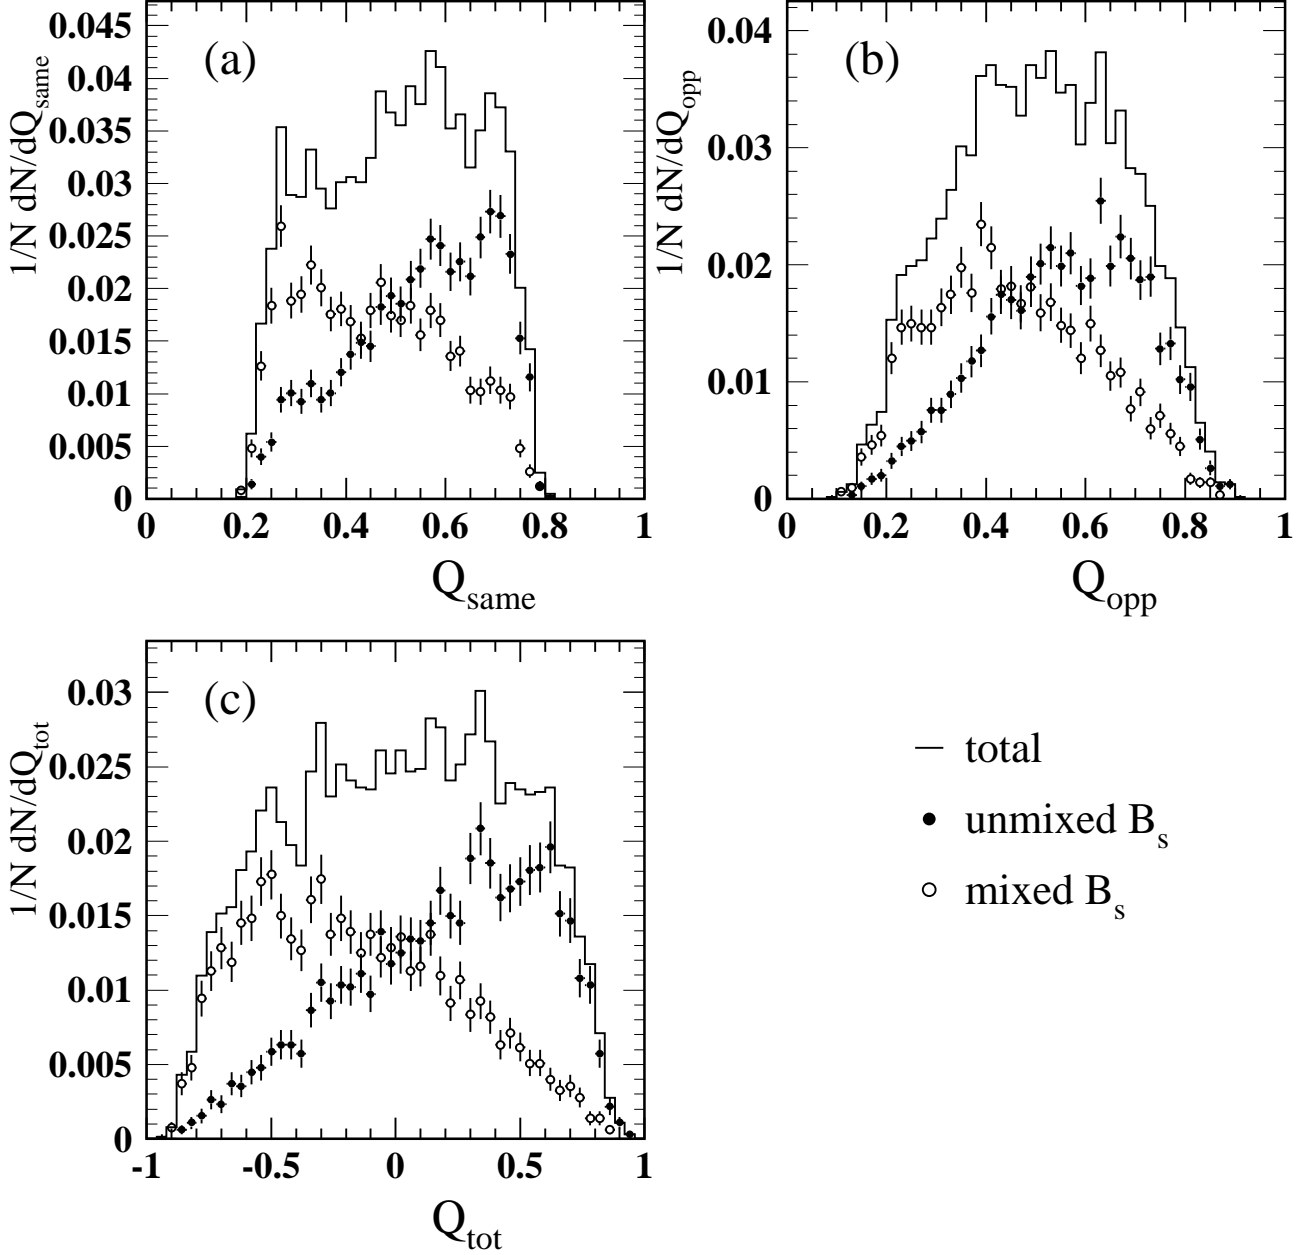 (a)
1/N dN/dQ_same
0.045
0.04
0.035
0.03
0.025
0.02
0.015
0.01
0.005
0
0 0.2 0.4 0.6 0.8 1
Q_same
(b)
1/N dN/dQ_opp
0.04
0.03
0.02
0.01
0
0 0.2 0.4 0.6 0.8 1
Q_opp
(c)
1/N dN/dQ_tot
0.03
0.025
0.02
0.015
0.01
0.005
0
-1 -0.5 0 0.5 1
Q_tot
total
unmixed B_s
mixed B_s